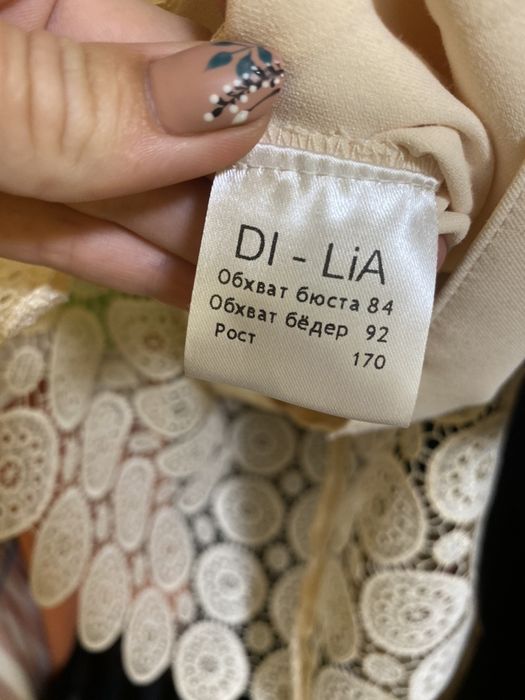 DI - LiA
Обхват бюста 84
Обхват бёдер 92
Рост 170